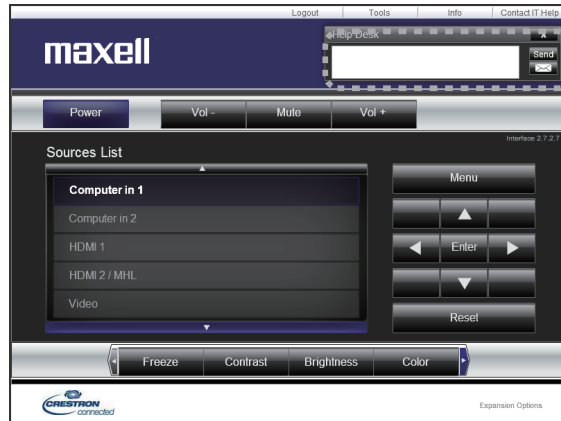 Logout Tools Info Contact IT Help
maxell
Help Desk x
Send
Power Vol - Mute Vol +
Interface 2.7.2.7
Sources List
Computer in 1
Computer in 2
HDMI 1
HDMI 2 / MHL
Video
Menu
Enter
Reset
Freeze Contrast Brightness Color
CRESTRON
connected
Expansion Options